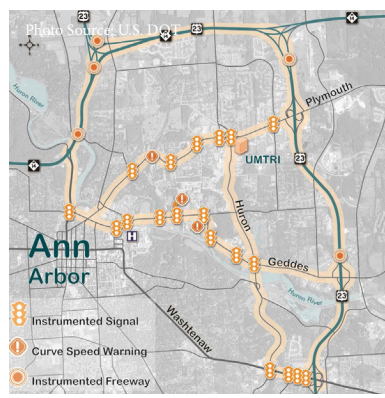 23
Photo Source: U.S. DOT
23
Plymouth
Huron River
UMTRI
23
Huron
H
Ann
Arbor
Geddes
Huron River
23
Instrumented Signal
Washtenaw
Curve Speed Warning
Instrumented Freeway